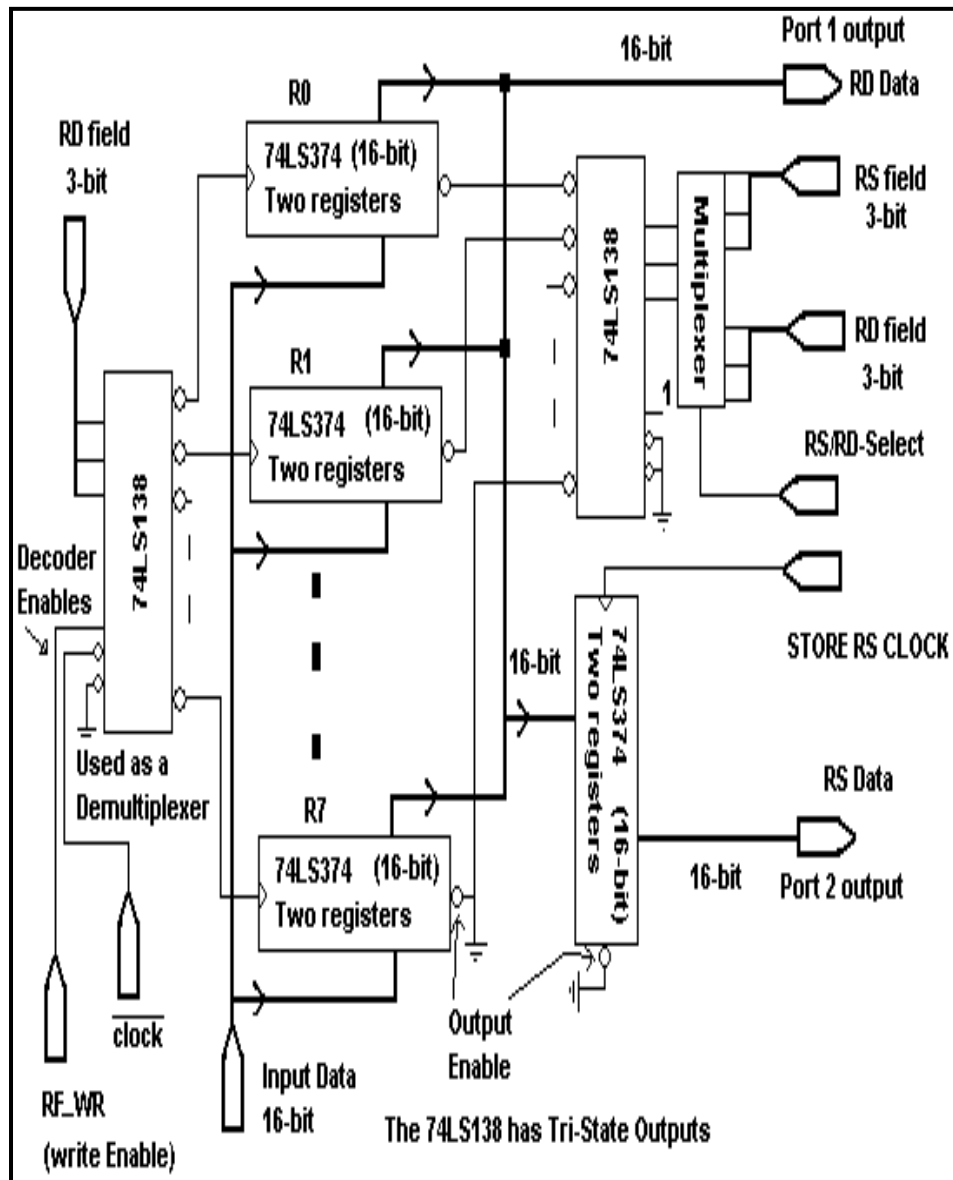 Port 1 output
16-bit
RD Data
R0
RD field
3-bit
74LS374 (16-bit)
Two registers
RS field
3-bit
Multiplexer
74LS138
R1
RD field
3-bit
74LS374 (16-bit)
Two registers
1
RS/RD-Select
74LS138
Decoder
Enables
STORE RS CLOCK
16-bit
74LS374 (16-bit)
Two registers
Used as a
Demultiplexer
R7
RS Data
74LS374 (16-bit)
Two registers
16-bit
Port 2 output
Output
Enable
clock
Input Data
16-bit
RF_WR
(write Enable)
The 74LS138 has Tri-State Outputs